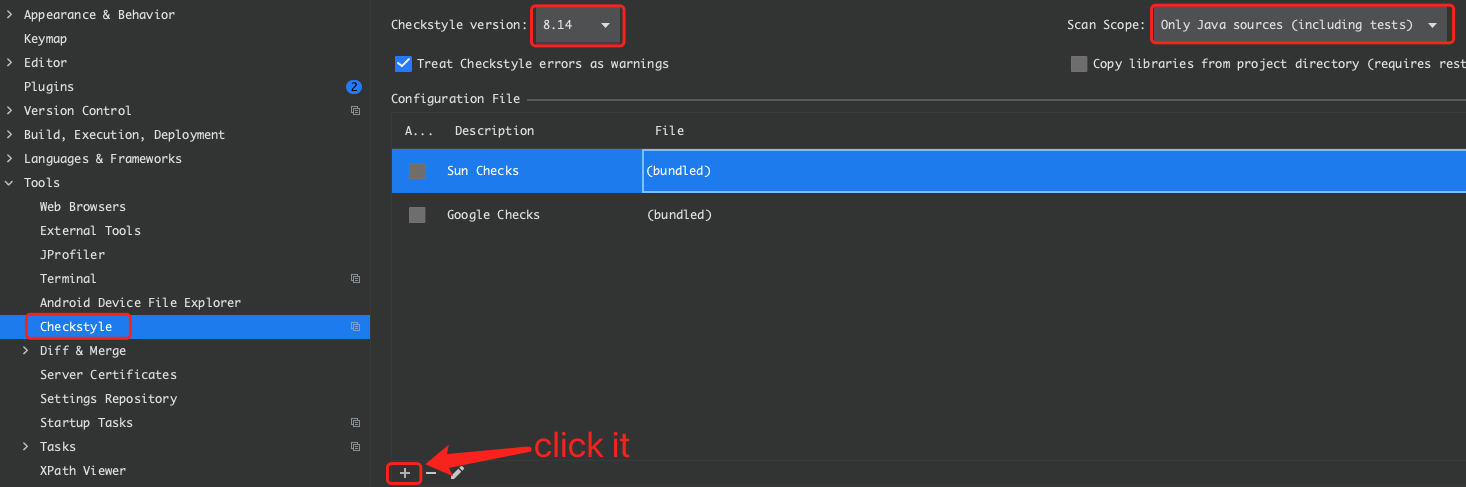 Appearance & Behavior
Keymap
Editor
Plugins
2
Version Control
Build, Execution, Deployment
Languages & Frameworks
Tools
Web Browsers
External Tools
JProfiler
Terminal
Android Device File Explorer
Checkstyle
Diff & Merge
Server Certificates
Settings Repository
Startup Tasks
Tasks
XPath Viewer
Checkstyle version: 8.14
Scan Scope: Only Java sources (including tests)
Treat Checkstyle errors as warnings
Copy libraries from project directory (requires rest
Configuration File
A... Description File
Sun Checks (bundled)
Google Checks (bundled)
click it